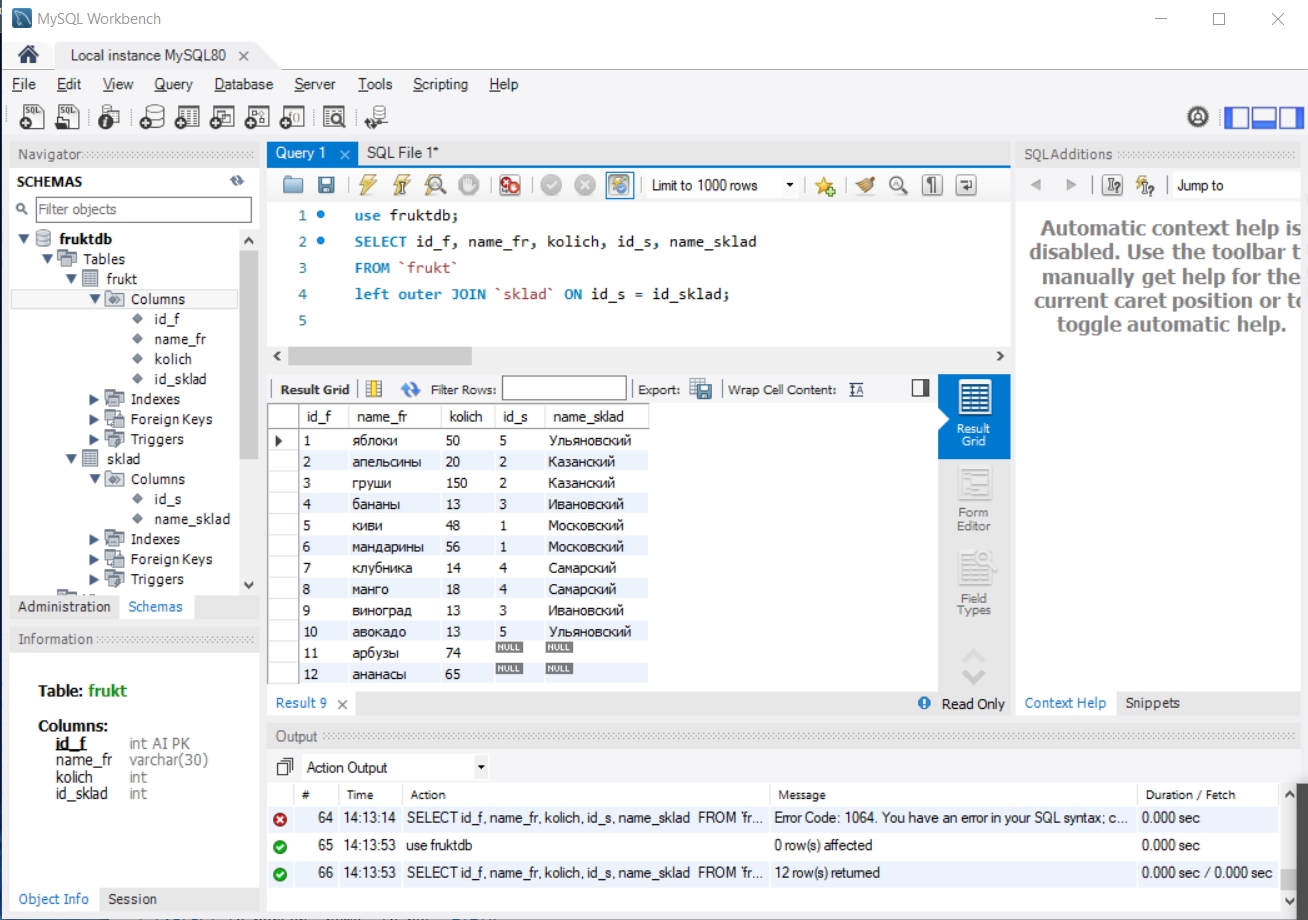 MySQL Workbench
Local instance MySQL80
File Edit View Query Database Server Tools Scripting Help
Navigator
SCHEMAS
Filter objects
fruktdb
Tables
frukt
Columns
id_f
name_fr
kolich
id_sklad
Indexes
Foreign Keys
Triggers
sklad
Columns
id_s
name_sklad
Indexes
Foreign Keys
Triggers
Administration Schemas
Information
Table: frukt
Columns:
id_f int AI PK
name_fr varchar(30)
kolich int
id_sklad int
Object Info Session
Query 1 SQL File 1*
Limit to 1000 rows
1 use fruktdb;
2 SELECT id_f, name_fr, kolich, id_s, name_sklad
3 FROM `frukt`
4 left outer JOIN `sklad` ON id_s = id_sklad;
5
Result Grid Filter Rows: Export: Wrap Cell Content:
id_f name_fr kolich id_s name_sklad
1 яблоки 50 5 Ульяновский
2 апельсины 20 2 Казанский
3 груши 150 2 Казанский
4 бананы 13 3 Ивановский
5 киви 48 1 Московский
6 мандарины 56 1 Московский
7 клубника 14 4 Самарский
8 манго 18 4 Самарский
9 виноград 13 3 Ивановский
10 авокадо 13 5 Ульяновский
11 арбузы 74 NULL NULL
12 ананасы 65 NULL NULL
Result
Grid
Form
Editor
Field
Types
Result 9 Read Only
SQLAdditions
Jump to
Automatic context help is
disabled. Use the toolbar t
manually get help for the
current caret position or to
toggle automatic help.
Context Help Snippets
Output
Action Output
# Time Action Message Duration / Fetch
64 14:13:14 SELECT id_f, name_fr, kolich, id_s, name_sklad FROM `fr... Error Code: 1064. You have an error in your SQL syntax; c... 0.000 sec
65 14:13:53 use fruktdb 0 row(s) affected 0.000 sec
66 14:13:53 SELECT id_f, name_fr, kolich, id_s, name_sklad FROM `fr... 12 row(s) returned 0.000 sec / 0.000 sec